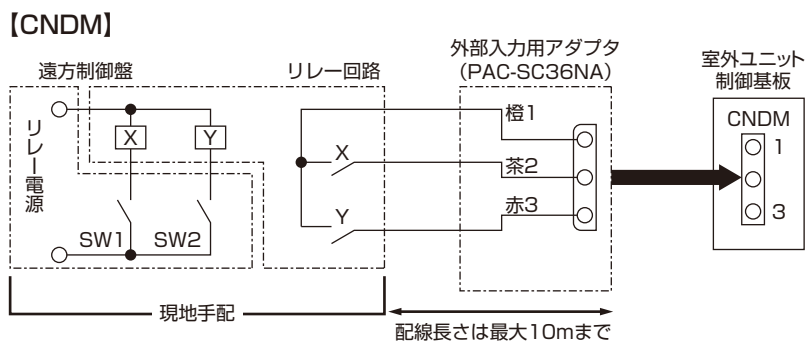 【CNDM】
遠方制御盤
リレー回路
外部入力用アダプタ
（PAC-SC36NA）
室外ユニット
制御基板
リレー電源
X
Y
SW1
SW2
X
Y
橙1
茶2
赤3
CNDM
1
3
現地手配
配線長さは最大10mまで